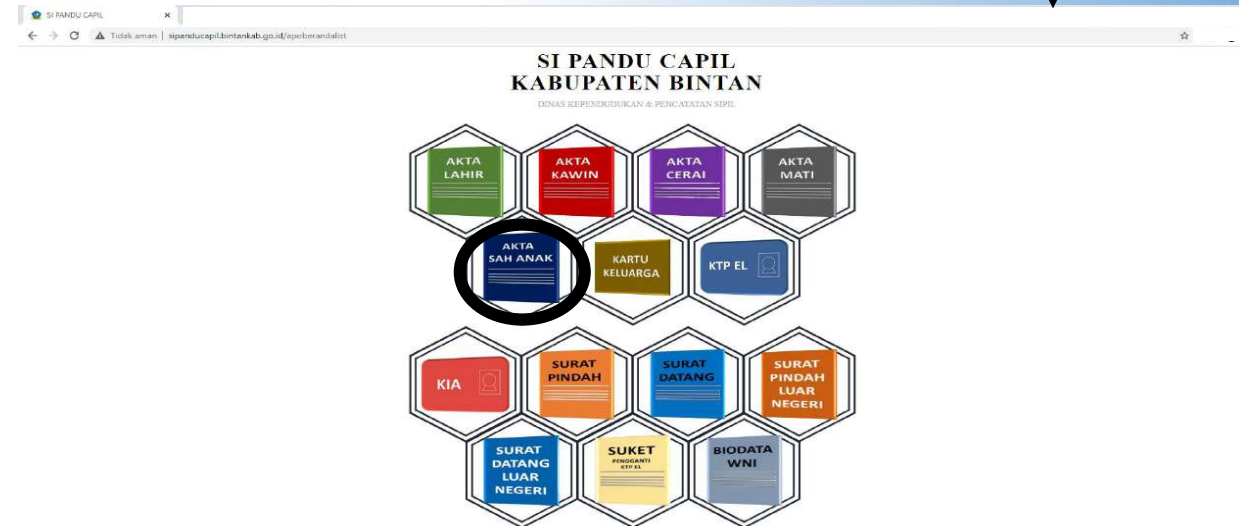 SI PANDU CAPIL
Tidak aman | sipanducapil.bintankab.go.id/apoberandalist
SI PANDU CAPIL
KABUPATEN BINTAN
DINAS KEPENDUDUKAN & PENCATATAN SIPIL
AKTA
LAHIR
AKTA
KAWIN
AKTA
CERAI
AKTA
MATI
AKTA
SAH ANAK
KARTU
KELUARGA
KTP EL
KIA
SURAT
PINDAH
SURAT
DATANG
SURAT
PINDAH
LUAR
NEGERI
SURAT
DATANG
LUAR
NEGERI
SUKET
PENGGANTI
KTP EL
BIODATA
WNI